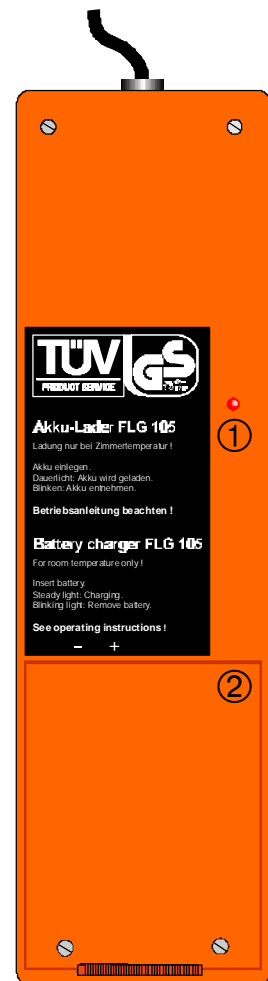 TÜV
PRODUCT SERVICE
GS
Akku-Lader FLG 105
Ladung nur bei Zimmertemperatur !
Akku einlegen.
Dauerlicht: Akku wird geladen.
Blinken: Akku entnehmen.
Betriebsanleitung beachten !
Battery charger FLG 105
For room temperature only !
Insert battery.
Steady light: Charging.
Blinking light: Remove battery.
See operating instructions !
− +
①
②